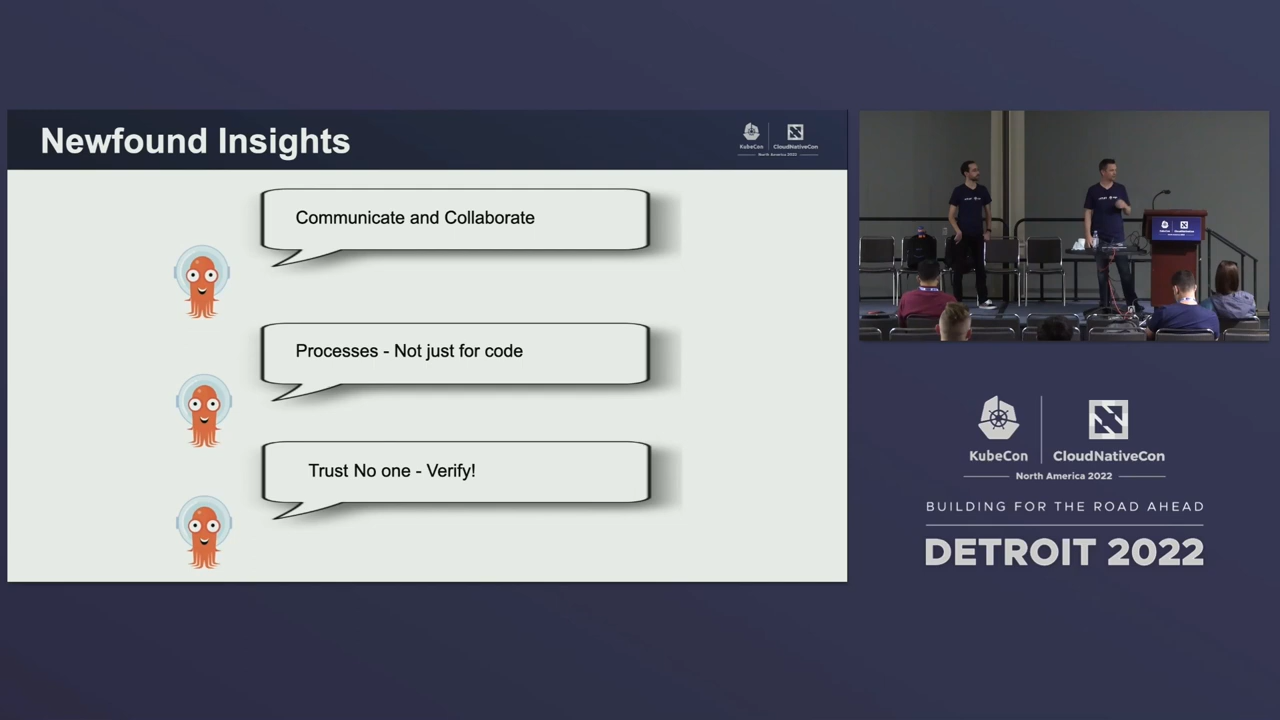 Newfound Insights
KubeCon
CloudNativeCon
North America 2022
Communicate and Collaborate
Processes - Not just for code
Trust No one - Verify!
KubeCon
CloudNativeCon
North America 2022
BUILDING FOR THE ROAD AHEAD
DETROIT 2022